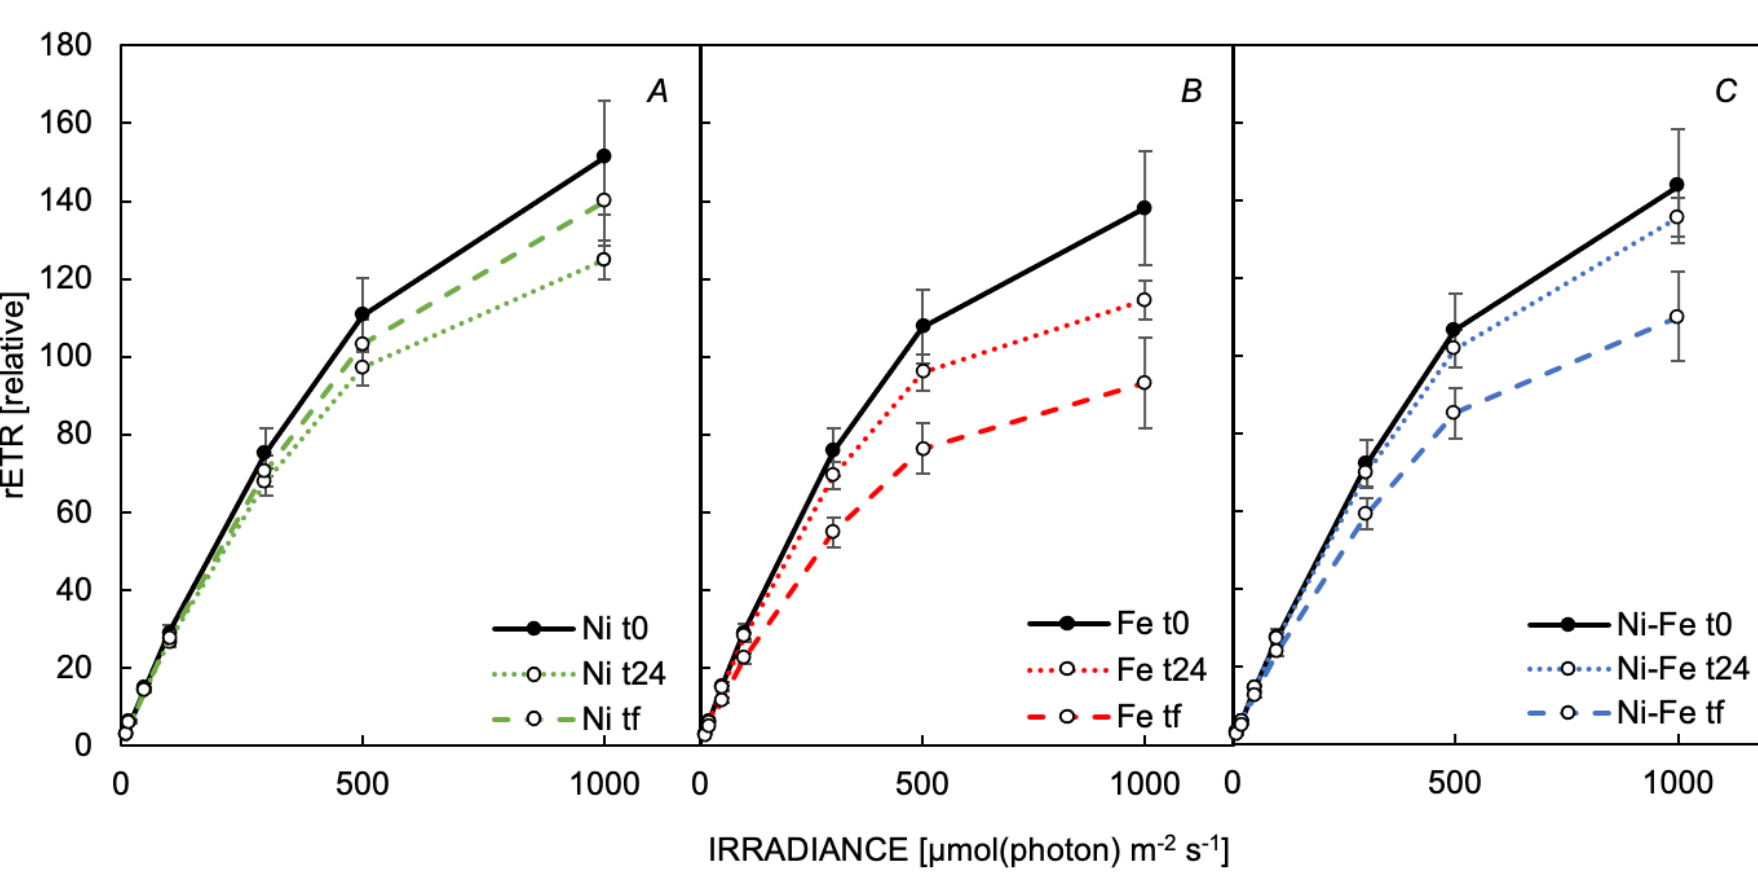 180
160
140
120
100
80
60
40
20
0
rETR [relative]
A
Ni t0
Ni t24
Ni tf
0 500 1000
B
Fe t0
Fe t24
Fe tf
0 500 1000
C
Ni-Fe t0
Ni-Fe t24
Ni-Fe tf
0 500 1000
IRRADIANCE [µmol(photon) m⁻² s⁻¹]